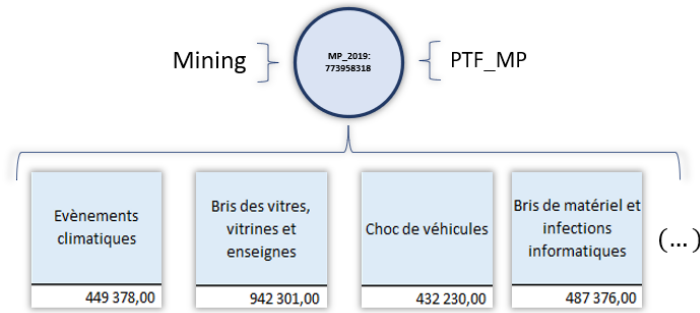 Mining
MP_2019:
773958318
PTF_MP
Evènements
climatiques
449 378,00
Bris des vitres,
vitrines et
enseignes
942 301,00
Choc de véhicules
432 230,00
Bris de matériel et
infections
informatiques
487 376,00
(...)